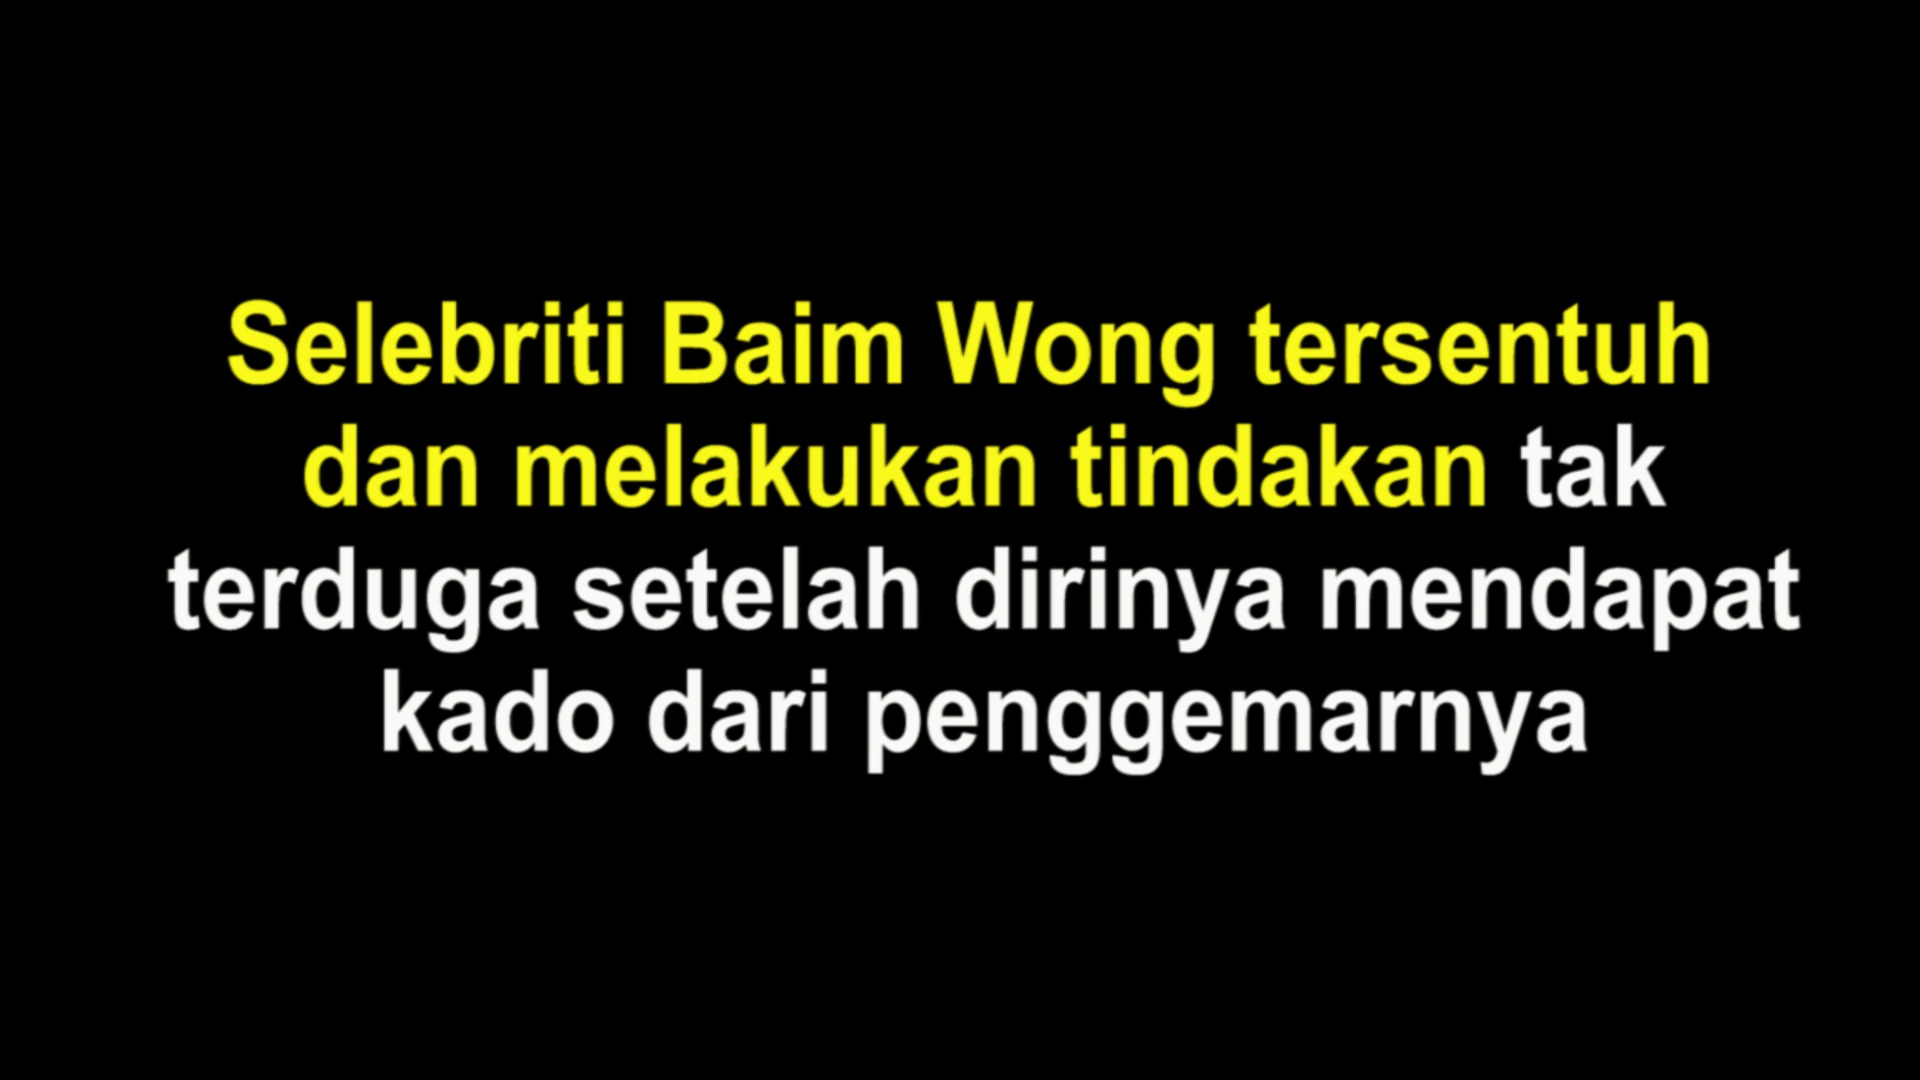 Selebriti Baim Wong tersentuh
dan melakukan tindakan tak
terduga setelah dirinya mendapat
kado dari penggemarnya